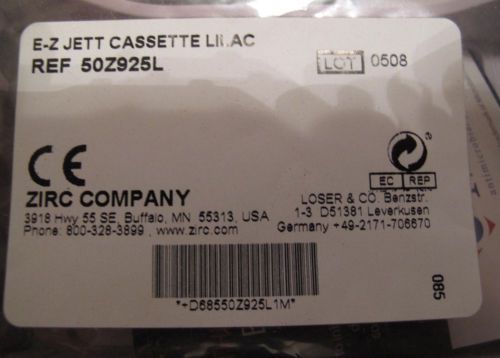 E-Z JETT CASSETTE LILAC
REF 50Z925L
LOT 0508
CE
EC REP
ZIRC COMPANY
3918 Hwy 55 SE, Buffalo, MN 55313, USA
Phone: 800-328-3899 , www.zirc.com
LOSER & CO. Benzstr.
1-3 D51381 Leverkusen
Germany +49-2171-706670
*+D68550Z925L1M*
085